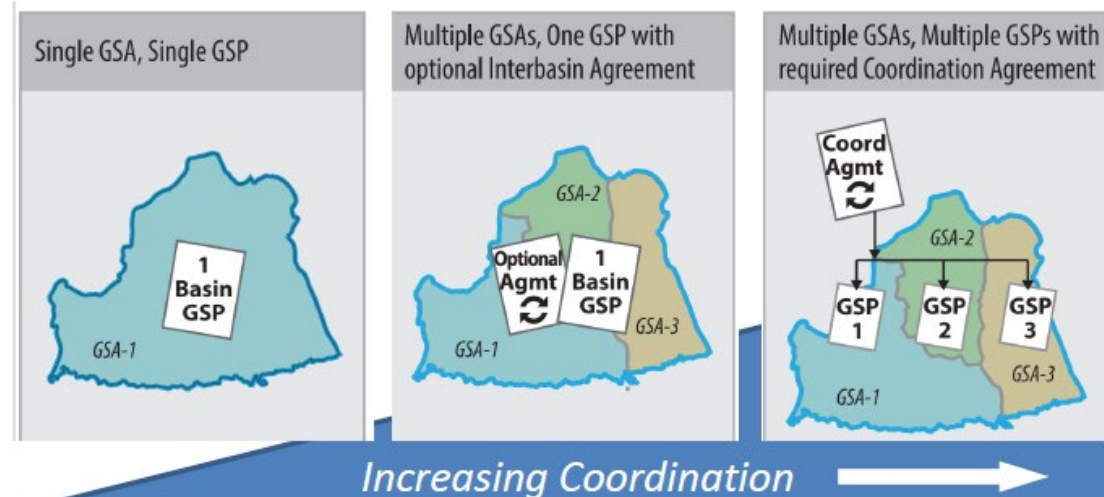 Single GSA, Single GSP
1
Basin
GSP
GSA-1
Multiple GSAs, One GSP with
optional Interbasin Agreement
GSA-2
Optional
Agmt
1
Basin
GSP
GSA-3
GSA-1
Multiple GSAs, Multiple GSPs with
required Coordination Agreement
Coord
Agmt
GSA-2
GSP
1
GSP
2
GSP
3
GSA-3
GSA-1
Increasing Coordination